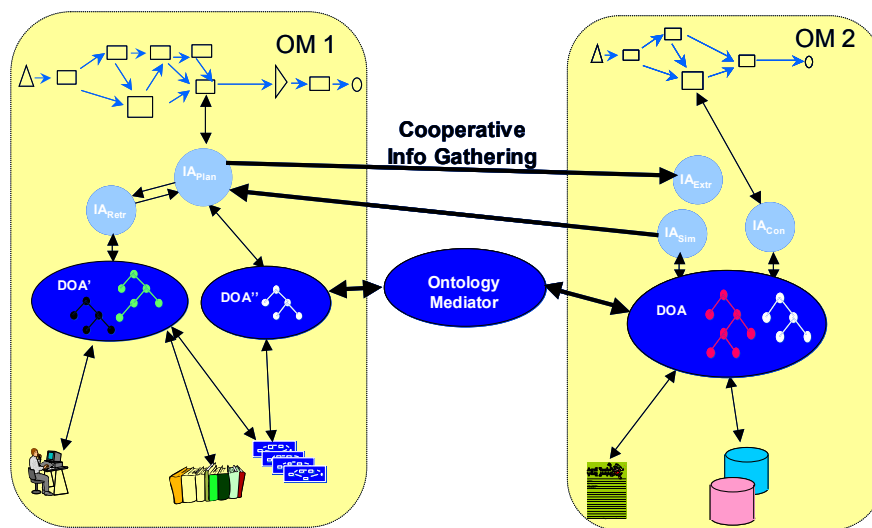 OM 1
OM 2
Cooperative
Info Gathering
IAPlan
IAExtr
IARetr
IASim
IACon
DOA'
DOA''
Ontology
Mediator
DOA